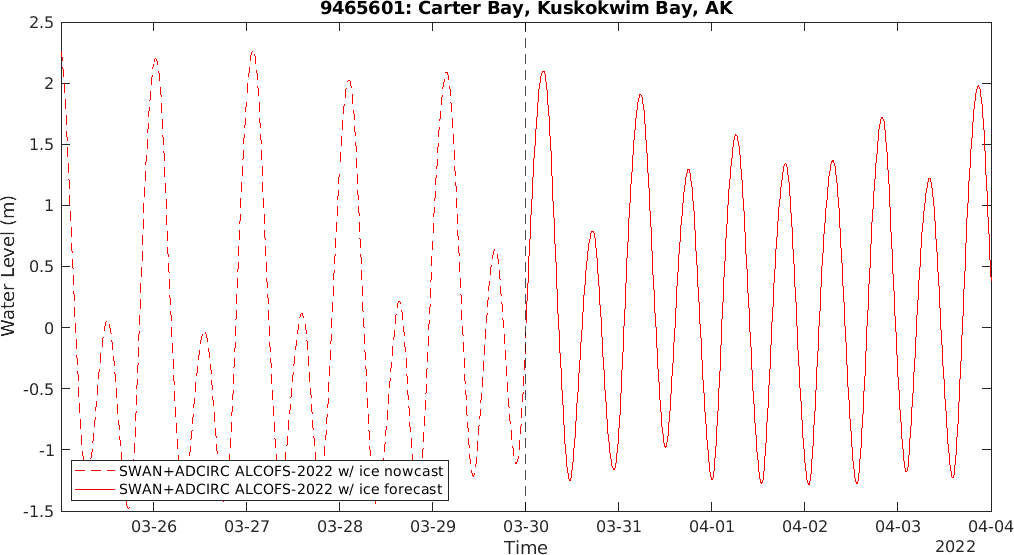 9465601: Carter Bay, Kuskokwim Bay, AK
2.5
2
1.5
1
0.5
0
-0.5
-1
-1.5
Water Level (m)
SWAN+ADCIRC ALCOFS-2022 w/ ice nowcast
SWAN+ADCIRC ALCOFS-2022 w/ ice forecast
03-26 03-27 03-28 03-29 03-30 03-31 04-01 04-02 04-03 04-04
Time
2022